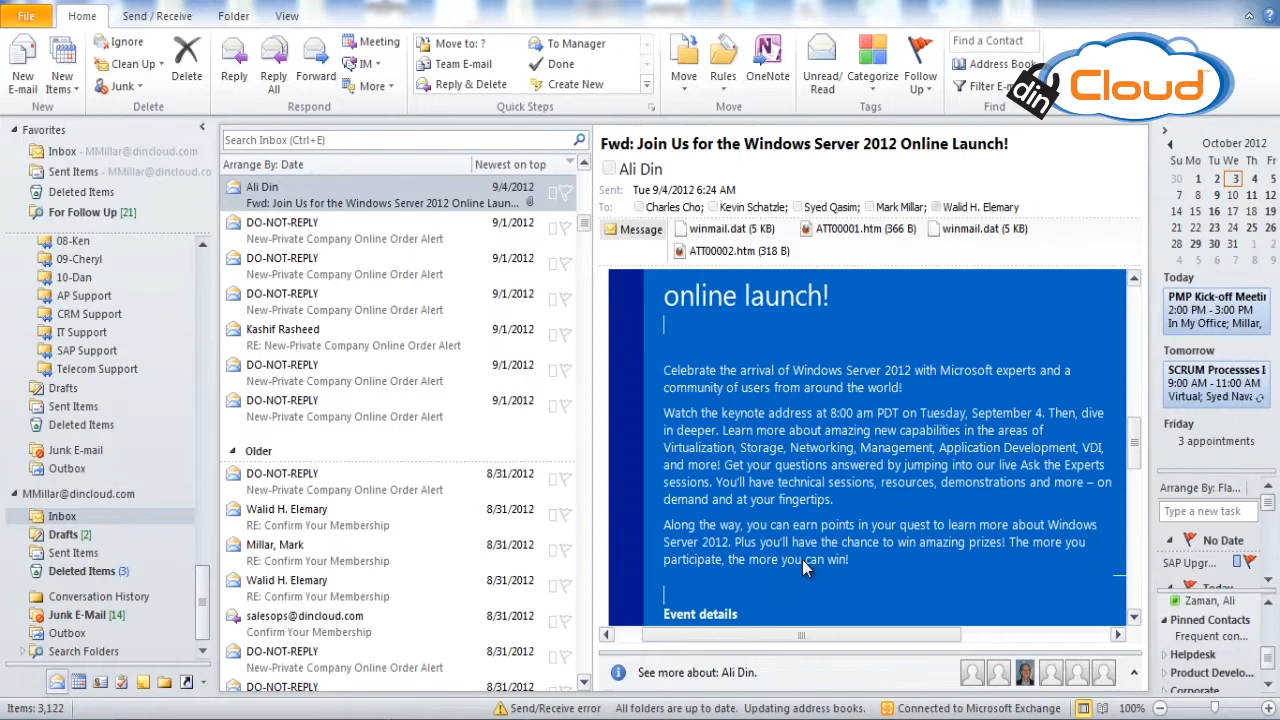 File Home Send / Receive Folder View
New E-mail
New Items
Ignore
Clean Up
Junk
Delete
Reply
Reply All
Forward
Meeting
IM
More
Move to: ?
Team E-mail
Reply & Delete
To Manager
Done
Create New
Move
Rules
OneNote
Unread/ Read
Categorize
Follow Up
Find a Contact
Address Book
Filter E-m
New Delete Respond Quick Steps Move Tags Find
din Cloud™
Favorites
Inbox - MMillar@dincloud.com
Sent Items - MMillar@dincloud.co
Deleted Items
For Follow Up [21]
08-Ken
09-Cheryl
10-Dan
AP Support
CRM Support
IT Support
SAP Support
Telecom Support
Drafts
Sent Items
Deleted Items
Junk E-Mail
Outbox
MMillar@dincloud.com
Inbox
Drafts [2]
Sent Items
Deleted Items (3)
Conversation History
Junk E-Mail [14]
Outbox
Search Folders
Search Inbox (Ctrl+E)
Arrange By: Date Newest on top
Ali Din 9/4/2012
Fwd: Join Us for the Windows Server 2012 Online Laun...
DO-NOT-REPLY 9/1/2012
New-Private Company Online Order Alert
DO-NOT-REPLY 9/1/2012
New-Private Company Online Order Alert
DO-NOT-REPLY 9/1/2012
New-Private Company Online Order Alert
Kashif Rasheed 9/1/2012
RE: New-Private Company Online Order Alert
DO-NOT-REPLY 9/1/2012
New-Private Company Online Order Alert
DO-NOT-REPLY 9/1/2012
New-Private Company Online Order Alert
Older
DO-NOT-REPLY 8/31/2012
New-Private Company Online Order Alert
Walid H. Elemary 8/31/2012
RE: Confirm Your Membership
Millar, Mark 8/31/2012
RE: Confirm Your Membership
Walid H. Elemary 8/31/2012
RE: Confirm Your Membership
salesops@dincloud.com 8/31/2012
Confirm Your Membership
DO-NOT-REPLY 8/31/2012
New-Private Company Online Order Alert
DO-NOT-REPLY 8/31/2012
Fwd: Join Us for the Windows Server 2012 Online Launch!
Ali Din
Sent: Tue 9/4/2012 6:24 AM
To: Charles Cho; Kevin Schatzle; Syed Qasim; Mark Millar; Walid H. Elemary
Message winmail.dat (5 KB) ATT00001.htm (366 B) winmail.dat (5 KB)
ATT00002.htm (318 B)
online launch!
Celebrate the arrival of Windows Server 2012 with Microsoft experts and a
community of users from around the world!
Watch the keynote address at 8:00 am PDT on Tuesday, September 4. Then, dive
in deeper. Learn more about amazing new capabilities in the areas of
Virtualization, Storage, Networking, Management, Application Development, VDI,
and more! Get your questions answered by jumping into our live Ask the Experts
sessions. You'll have technical sessions, resources, demonstrations and more – on
demand and at your fingertips.
Along the way, you can earn points in your quest to learn more about Windows
Server 2012. Plus you'll have the chance to win amazing prizes! The more you
participate, the more you can win!
Event details
See more about: Ali Din.
October 2012
Su Mo Tu We Th Fr Sa
30 1 2 3 4 5 6
7 8 9 10 11 12 13
14 15 16 17 18 19 20
21 22 23 24 25 26 27
28 29 30 31 1 2 3
4 5 6 7 8 9 10
Today
PMP Kick-off Meetin
2:00 PM - 3:00 PM
In My Office; Millar,
Tomorrow
SCRUM Processses I
9:00 AM - 11:00 AM
Virtual; Syed Nava
Friday
3 appointments
Arrange By: Fla...
Type a new t...
No Date
SAP Upgr...
Today
Zaman, Ali
Pinned Contacts
Frequent con...
Helpdesk
Product Develo...
Corporate
Items: 3,122 Send/Receive error All folders are up to date. Updating address books. Connected to Microsoft Exchange 100%